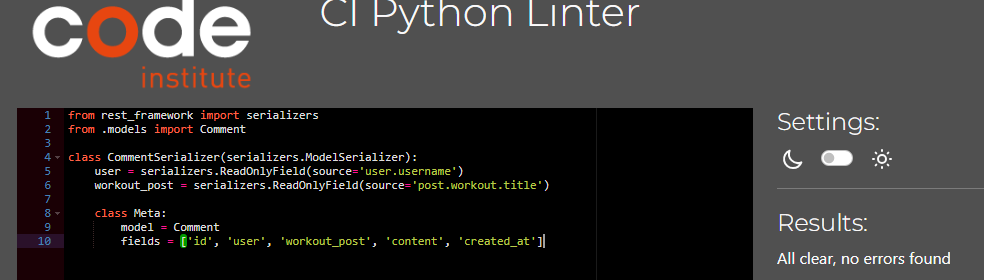 code
institute
CI Python Linter
1 from rest_framework import serializers
2 from .models import Comment
3
4 class CommentSerializer(serializers.ModelSerializer):
5     user = serializers.ReadOnlyField(source='user.username')
6     workout_post = serializers.ReadOnlyField(source='post.workout.title')
7
8     class Meta:
9         model = Comment
10         fields = ['id', 'user', 'workout_post', 'content', 'created_at']
Settings:
Results:
All clear, no errors found